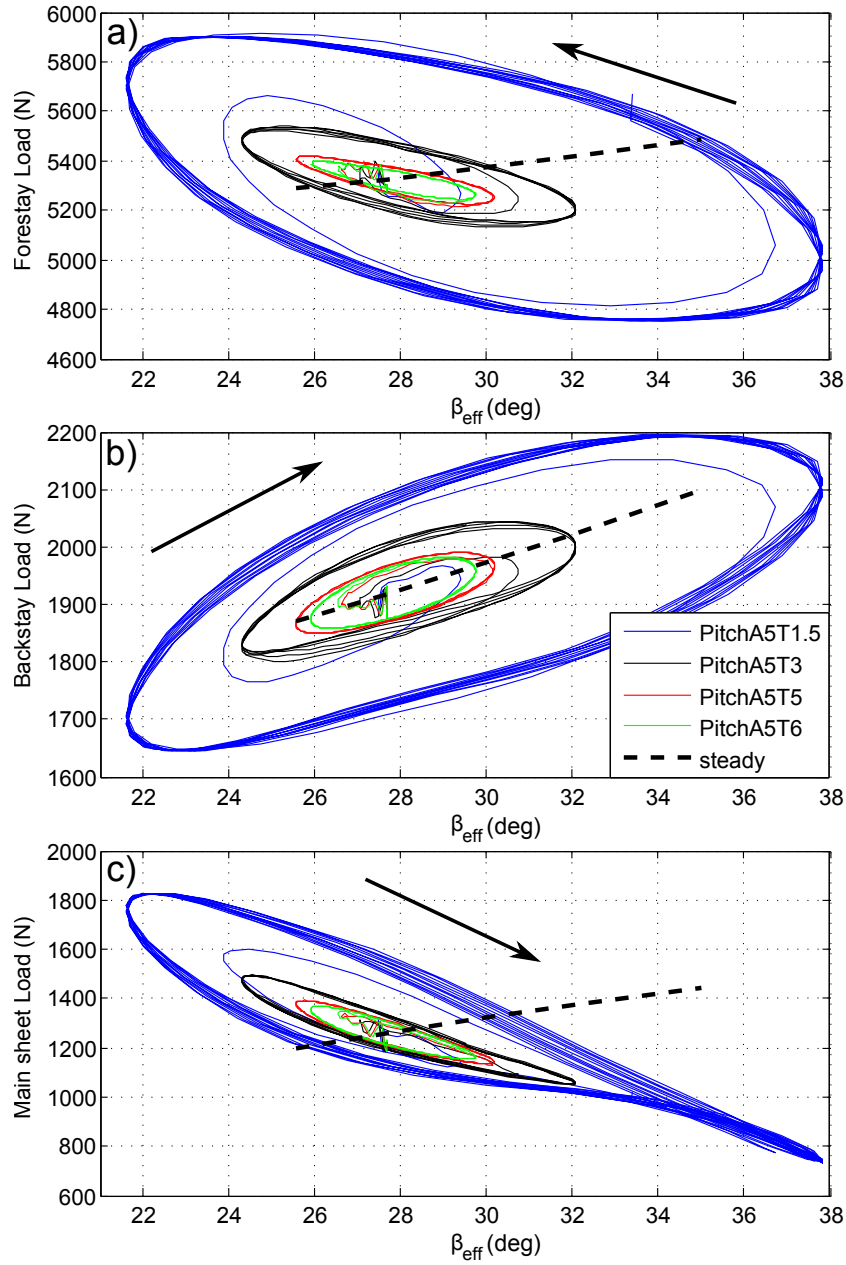 a)
6000
5800
5600
5400
5200
5000
4800
4600
Forestay Load (N)
22 24 26 28 30 32 34 36 38
βeff (deg)
b)
2200
2100
2000
1900
1800
1700
1600
Backstay Load (N)
PitchA5T1.5
PitchA5T3
PitchA5T5
PitchA5T6
steady
22 24 26 28 30 32 34 36 38
βeff (deg)
c)
2000
1800
1600
1400
1200
1000
800
600
Main sheet Load (N)
22 24 26 28 30 32 34 36 38
βeff (deg)